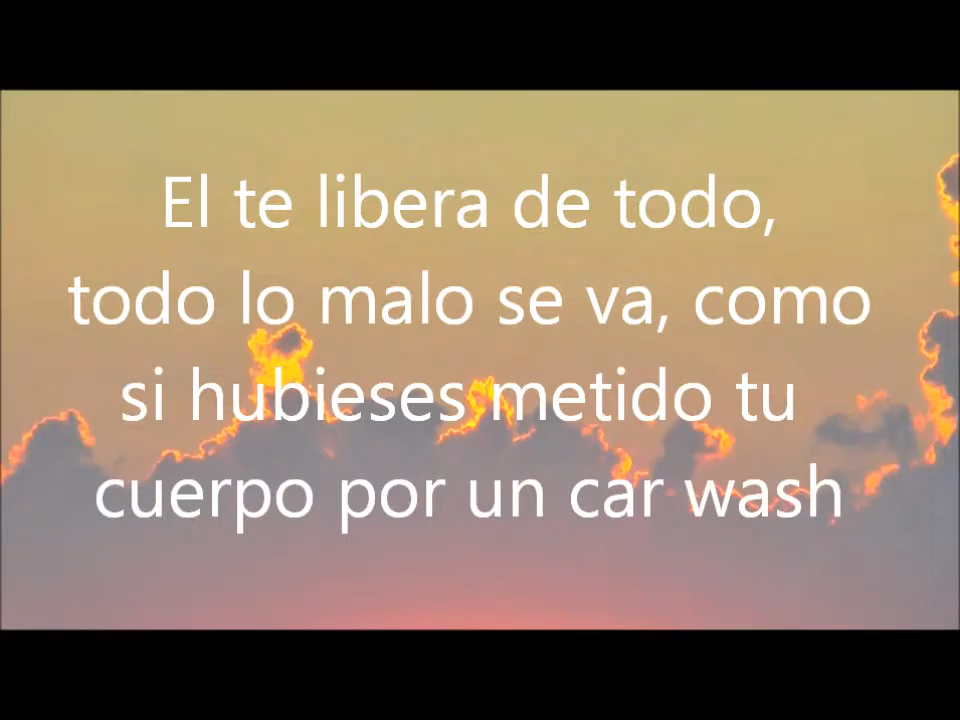 El te libera de todo,
todo lo malo se va, como
si hubieses metido tu
cuerpo por un car wash